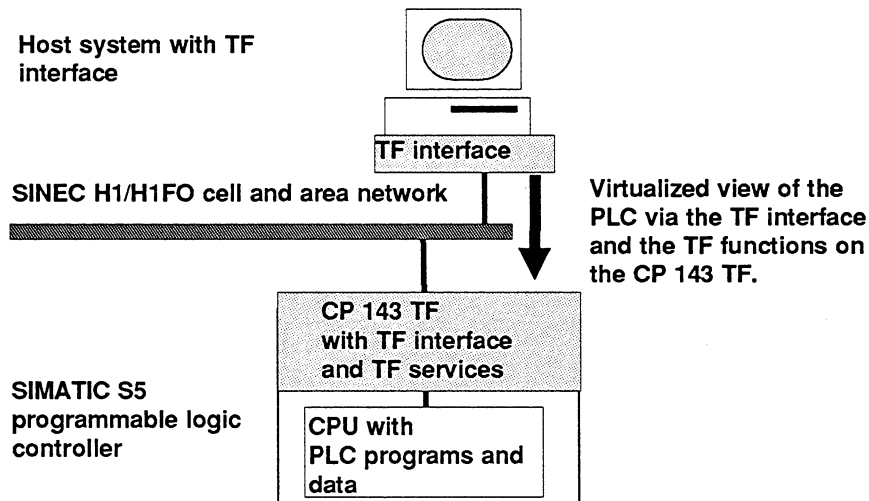 Host system with TF
interface
TF interface
SINEC H1/H1FO cell and area network
Virtualized view of the
PLC via the TF interface
and the TF functions on
the CP 143 TF.
CP 143 TF
with TF interface
and TF services
SIMATIC S5
programmable logic
controller
CPU with
PLC programs and
data